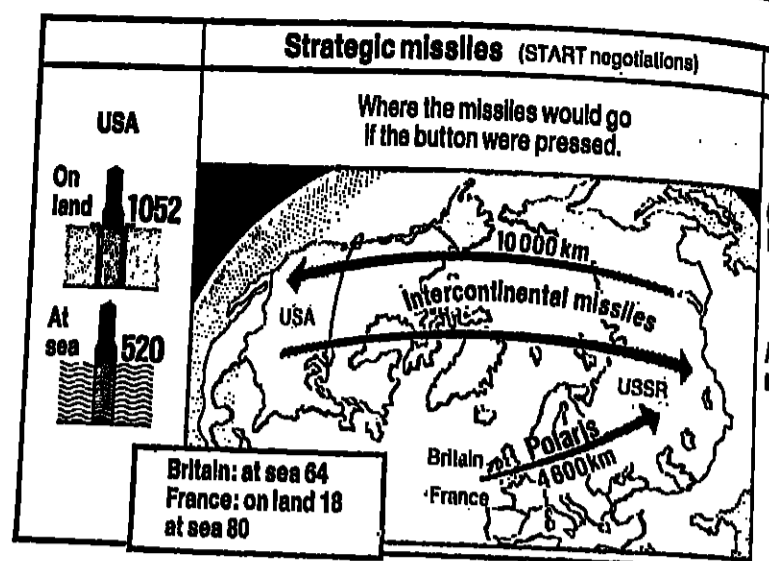 Strategic missiles (START negotiations)
USA
On
land 1052
At
sea 520
Where the missiles would go
if the button were pressed.
10 000 km
Intercontinental missiles
USA
USSR
Polaris
4 600 km
Britain
France
Britain: at sea 64
France: on land 18
at sea 80